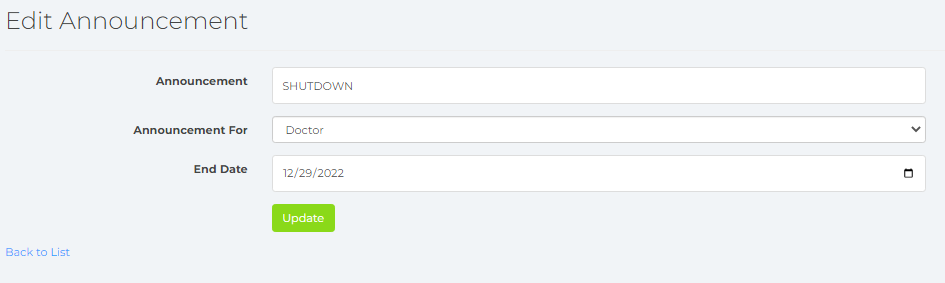 Edit Announcement
Announcement SHUTDOWN
Announcement For Doctor
End Date 12/29/2022
Update
Back to List